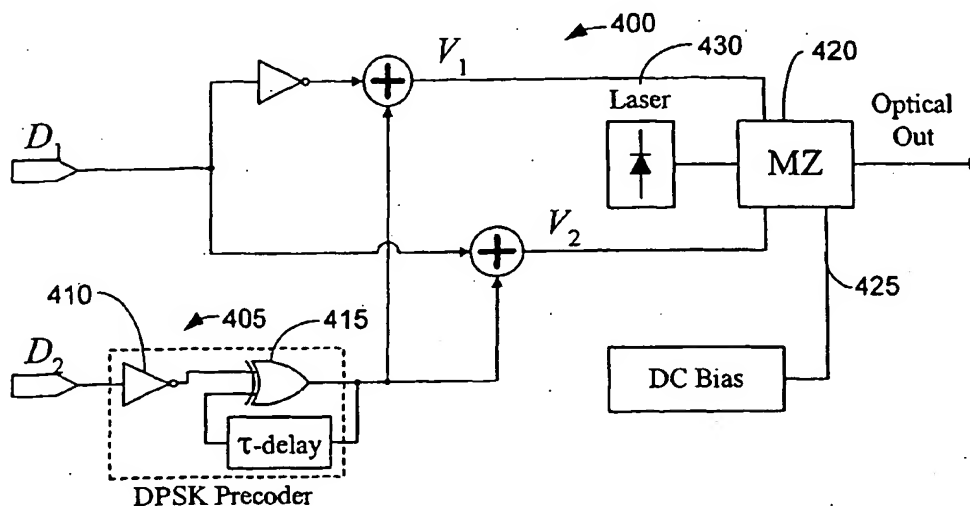 400
430
420
V1
Laser
Optical
Out
D1
MZ
V2
425
410
405
415
D2
DC Bias
τ-delay
DPSK Precoder